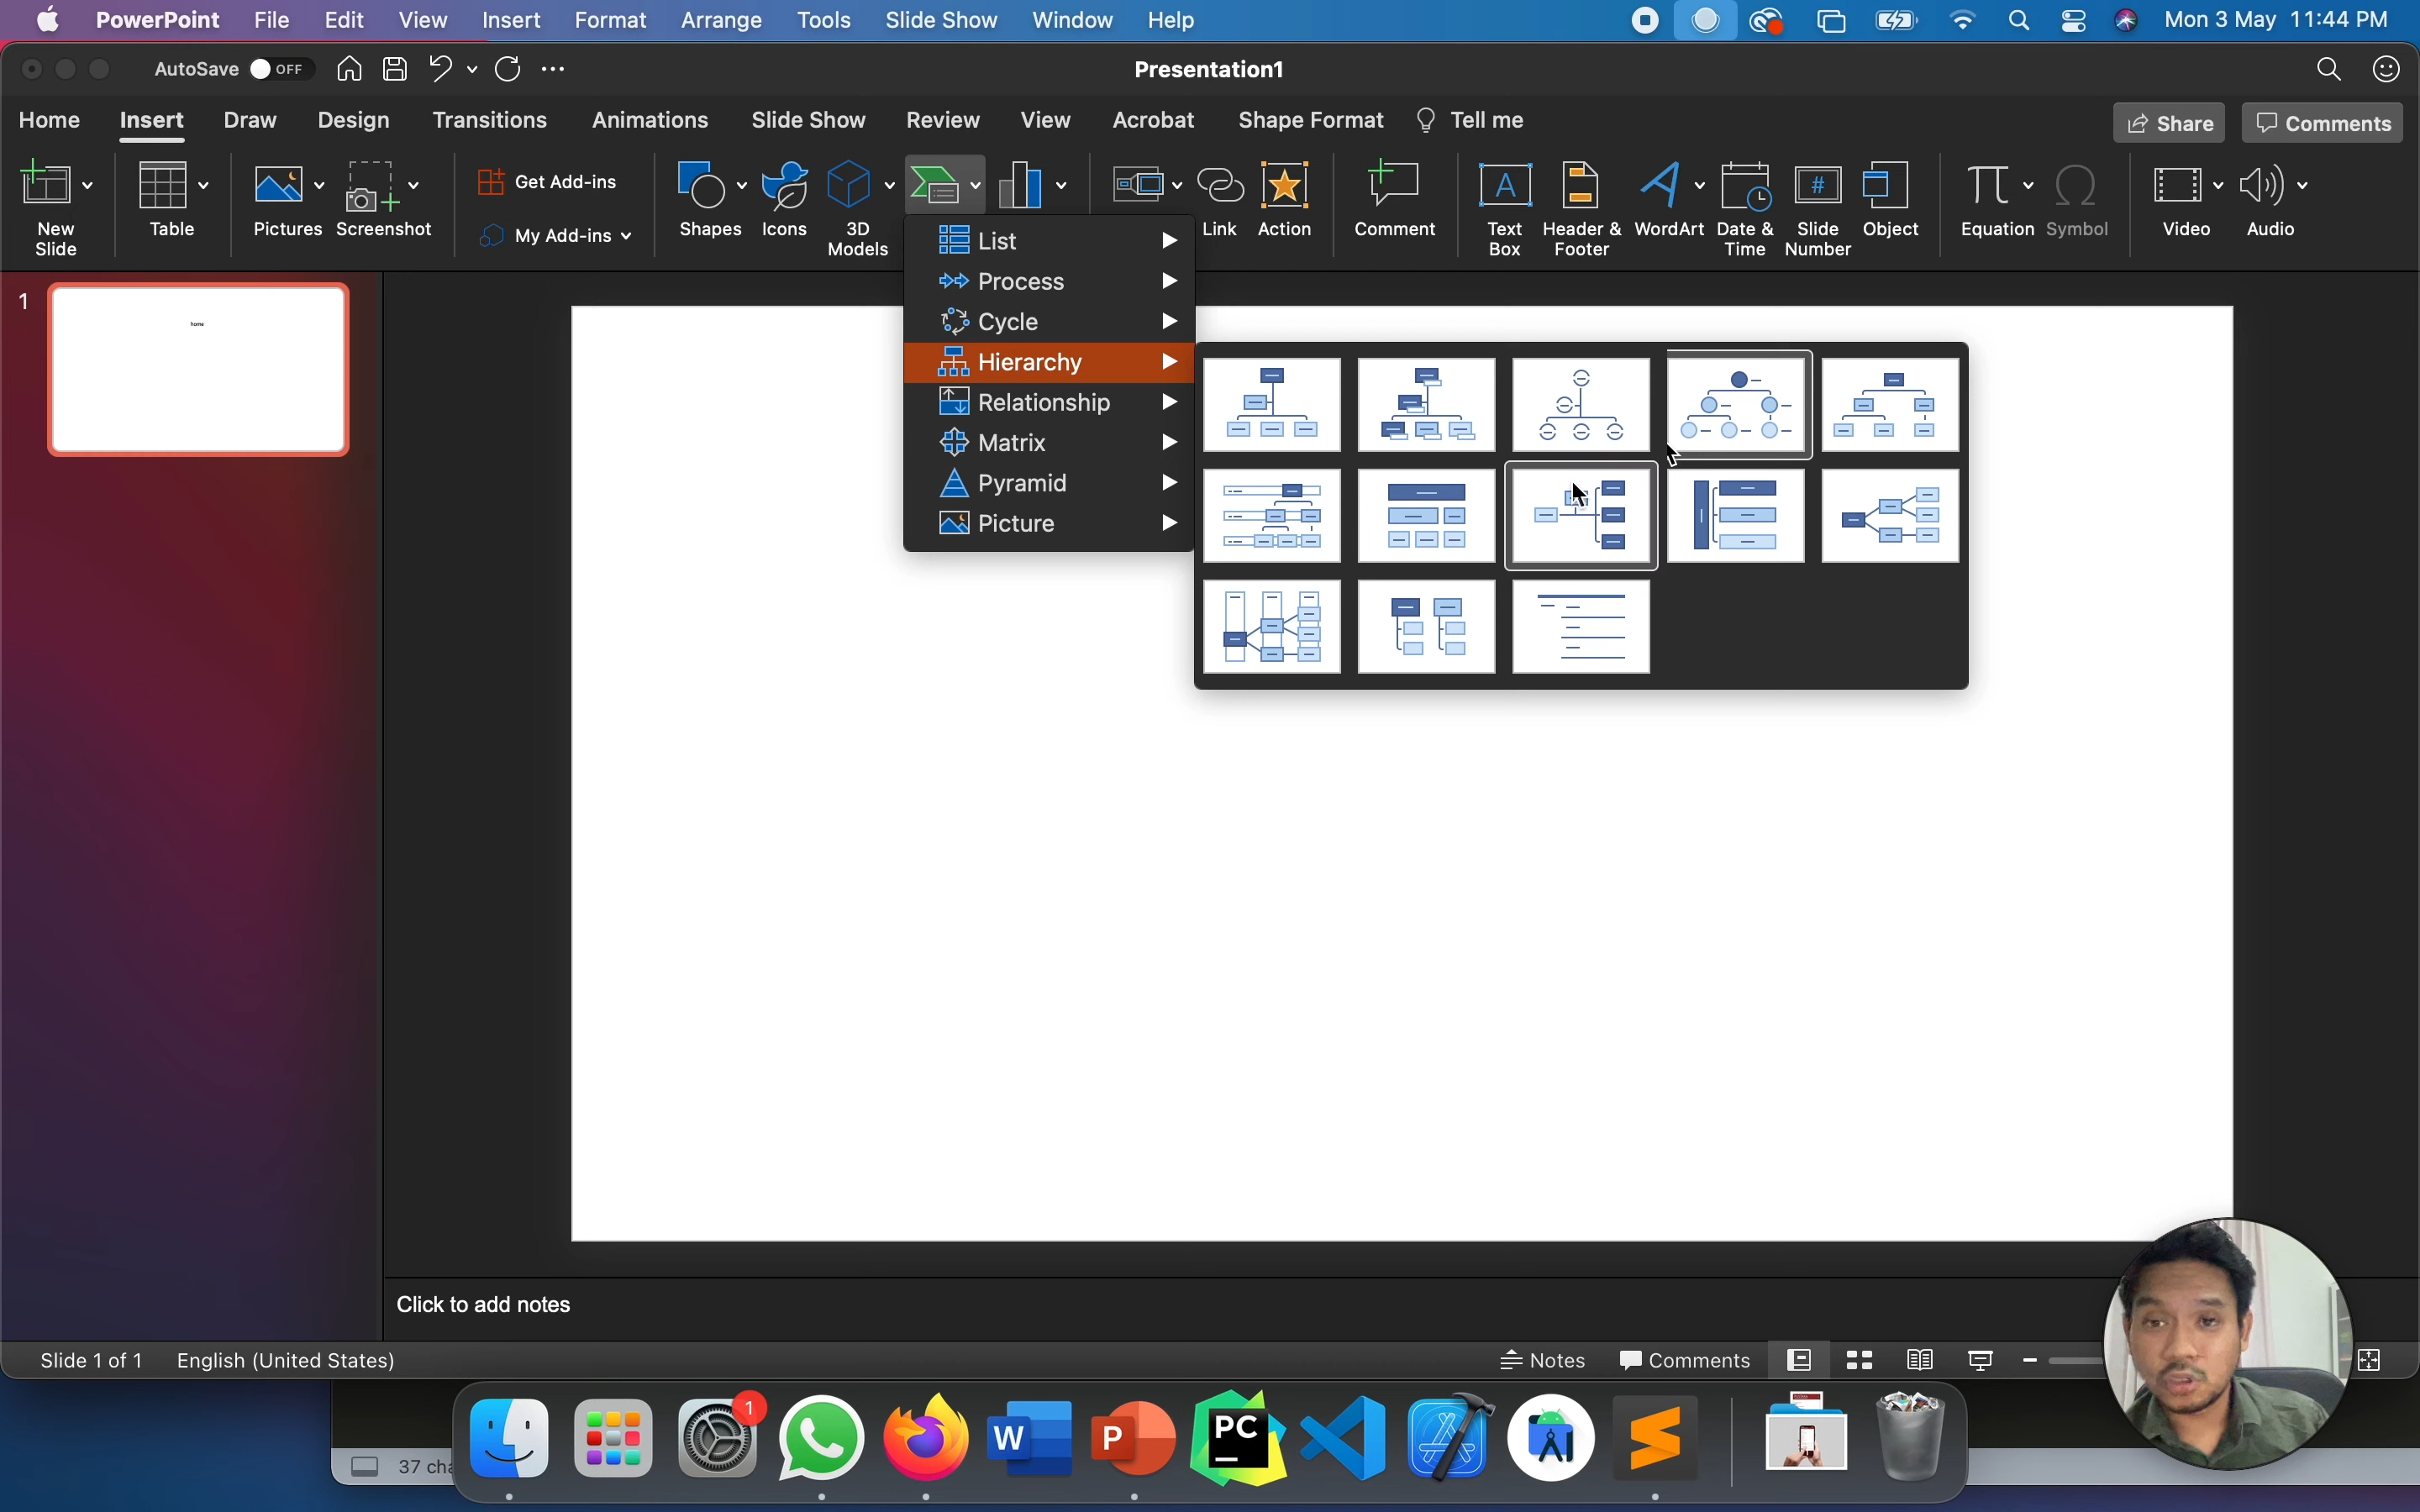 PowerPoint File Edit View Insert Format Arrange Tools Slide Show Window Help Mon 3 May 11:44 PM
AutoSave OFF Presentation1
Home Insert Draw Design Transitions Animations Slide Show Review View Acrobat Shape Format Tell me Share Comments
Get Add-ins
My Add-ins
New
Slide
Table
Pictures
Screenshot
Shapes
Icons
3D
Models
Link
Action
Comment
Text
Box
Header &
Footer
WordArt
Date &
Time
Slide
Number
Object
Equation
Symbol
Video
Audio
List
Process
Cycle
Hierarchy
Relationship
Matrix
Pyramid
Picture
1
home
Click to add notes
Slide 1 of 1 English (United States) Notes Comments
37 cha
1
W
P
PC